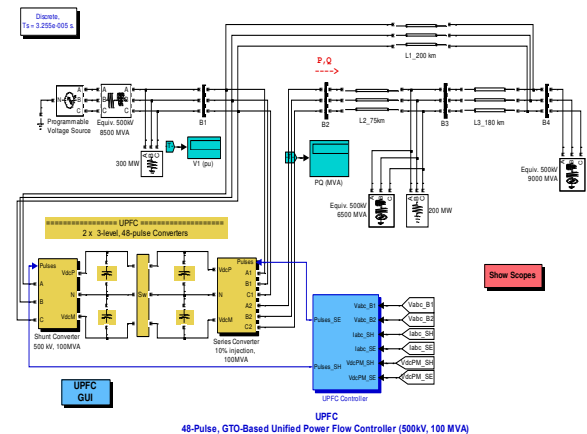 Discrete,
Ts = 3.255e-005 s.
L1_200 km
P,Q
N
A
B
C
A
B
C
A
B
C
Programmable
Voltage Source
Equiv. 500kV
8500 MVA
B1
B2
L2_75km
B3
L3_180 km
B4
A B C
300 MW
V1 (pu)
PQ (MVA)
A B C
Equiv. 500kV
6500 MVA
A B C
200 MW
A B C
Equiv. 500kV
9000 MVA
================ UPFC ===================
2 x 3-level, 48-pulse Converters
Pulses
A
B
C
VdcP
N
VdcM
Shunt Converter
500 kV, 100MVA
Sw
Pulses
VdcP
N
VdcM
A1
B1
C1
A2
B2
C2
Series Converter
10% injection,
100MVA
Show Scopes
Pulses_SE
Pulses_SH
Vabc_B1
Vabc_B2
Iabc_SH
Iabc_SE
VdcPM_SH
VdcPM_SE
Vabc_B1
Vabc_B2
Iabc_SH
Iabc_SE
VdcPM_SH
VdcPM_SE
UPFC Controller
UPFC
GUI
UPFC
48-Pulse, GTO-Based Unified Power Flow Controller (500kV, 100 MVA)